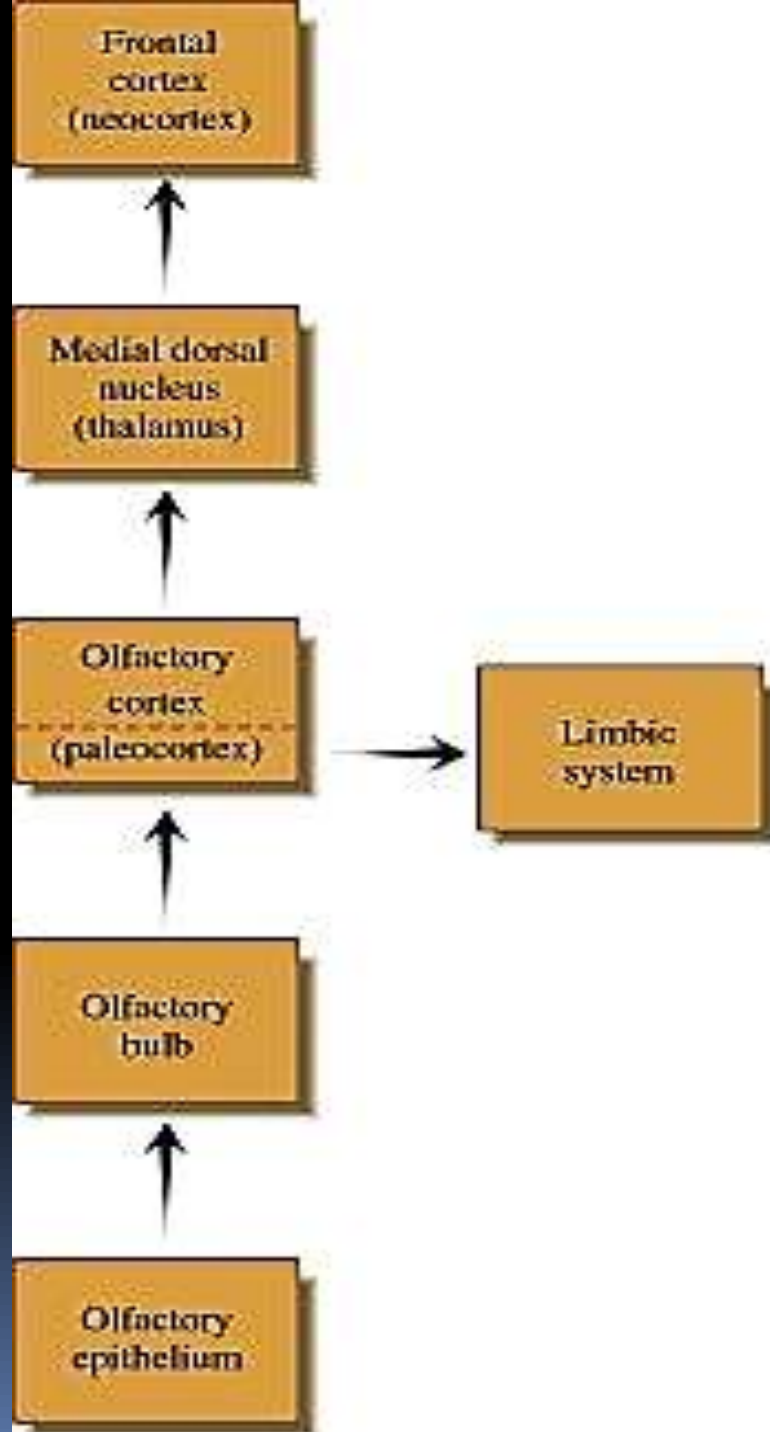 Frontal
cortex
(neocortex)
Medial dorsal
nucleus
(thalamus)
Olfactory
cortex
(paleocortex)
Limbic
system
Olfactory
bulb
Olfactory
epithelium